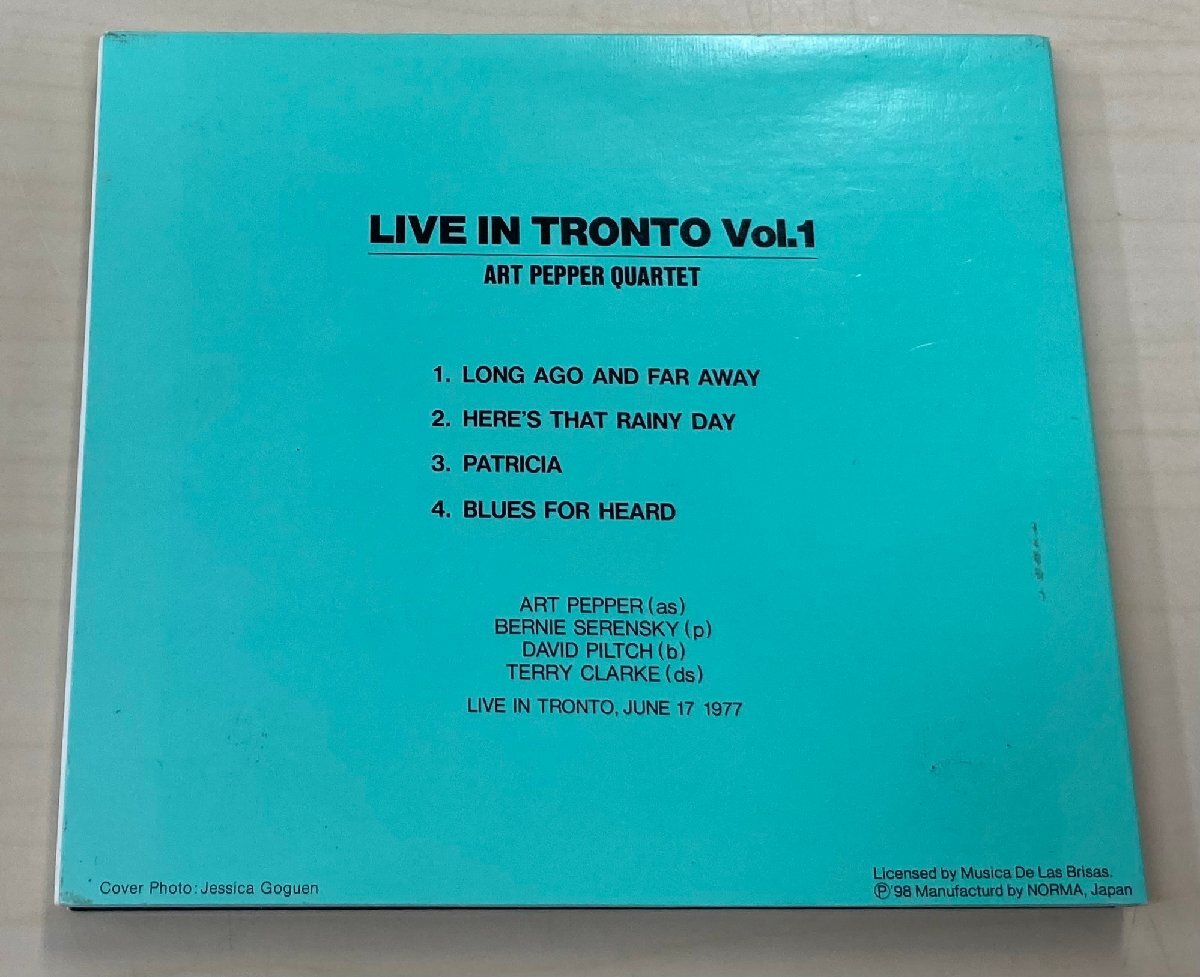 LIVE IN TRONTO Vol.1
ART PEPPER QUARTET
1. LONG AGO AND FAR AWAY
2. HERE'S THAT RAINY DAY
3. PATRICIA
4. BLUES FOR HEARD
ART PEPPER (as)
BERNIE SERENSKY (p)
DAVID PILTCH (b)
TERRY CLARKE (ds)
LIVE IN TRONTO, JUNE 17 1977
Cover Photo: Jessica Goguen
Licensed by Musica De Las Brisas.
Ⓟ'98 Manufacturd by NORMA, Japan